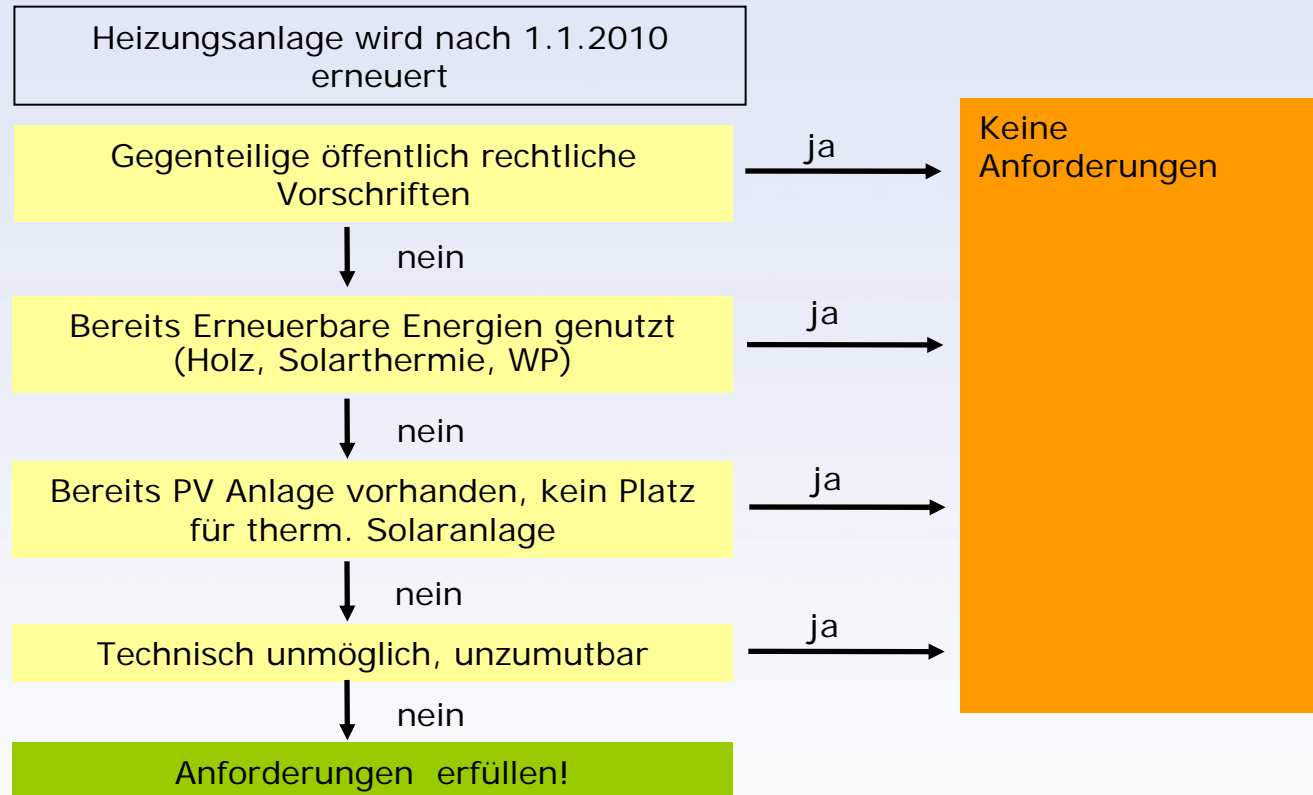 Heizungsanlage wird nach 1.1.2010
erneuert
Gegenteilige öffentlich rechtliche
Vorschriften
ja
Keine
Anforderungen
nein
Bereits Erneuerbare Energien genutzt
(Holz, Solarthermie, WP)
ja
nein
Bereits PV Anlage vorhanden, kein Platz
für therm. Solaranlage
ja
nein
Technisch unmöglich, unzumutbar
ja
nein
Anforderungen erfüllen!